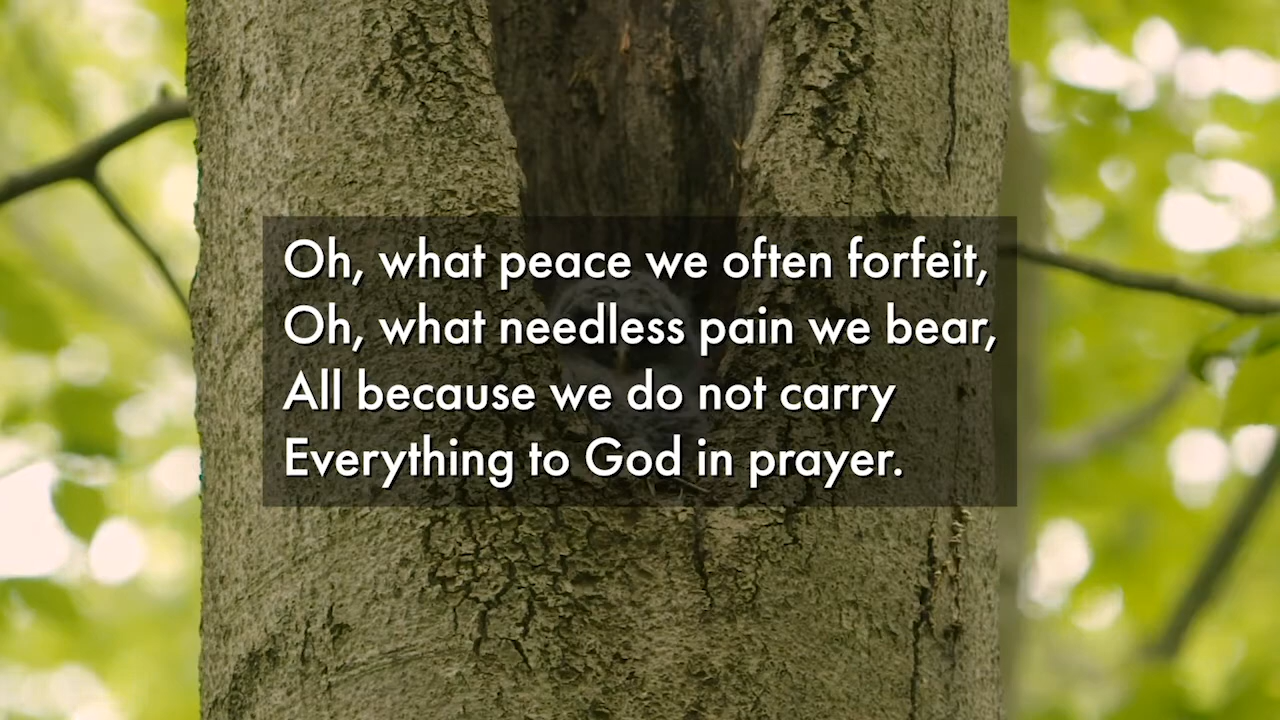 Oh, what peace we often forfeit,
Oh, what needless pain we bear,
All because we do not carry
Everything to God in prayer.